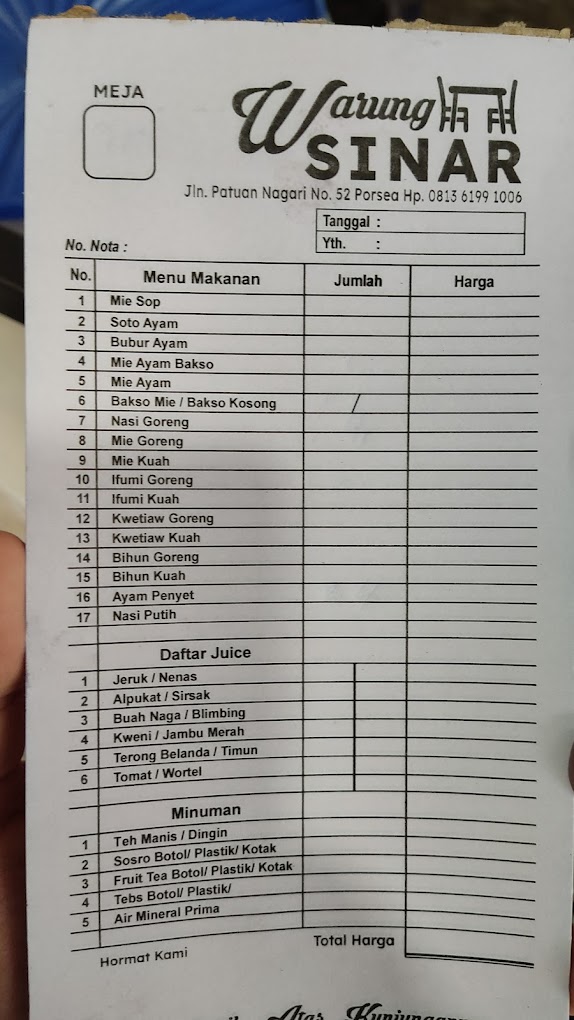 MEJA
Warung
SINAR
Jln. Patuan Nagari No. 52 Porsea Hp. 0813 6199 1006
Tanggal :
Yth. :
No. Nota :
No. Menu Makanan Jumlah Harga
1 Mie Sop
2 Soto Ayam
3 Bubur Ayam
4 Mie Ayam Bakso
5 Mie Ayam
6 Bakso Mie / Bakso Kosong /
7 Nasi Goreng
8 Mie Goreng
9 Mie Kuah
10 Ifumi Goreng
11 Ifumi Kuah
12 Kwetiaw Goreng
13 Kwetiaw Kuah
14 Bihun Goreng
15 Bihun Kuah
16 Ayam Penyet
17 Nasi Putih
Daftar Juice
1 Jeruk / Nenas
2 Alpukat / Sirsak
3 Buah Naga / Blimbing
4 Kweni / Jambu Merah
5 Terong Belanda / Timun
6 Tomat / Wortel
Minuman
1 Teh Manis / Dingin
2 Sosro Botol/ Plastik/ Kotak
3 Fruit Tea Botol/ Plastik/ Kotak
4 Tebs Botol/ Plastik/
5 Air Mineral Prima
Hormat Kami Total Harga
Atas Kunjungan